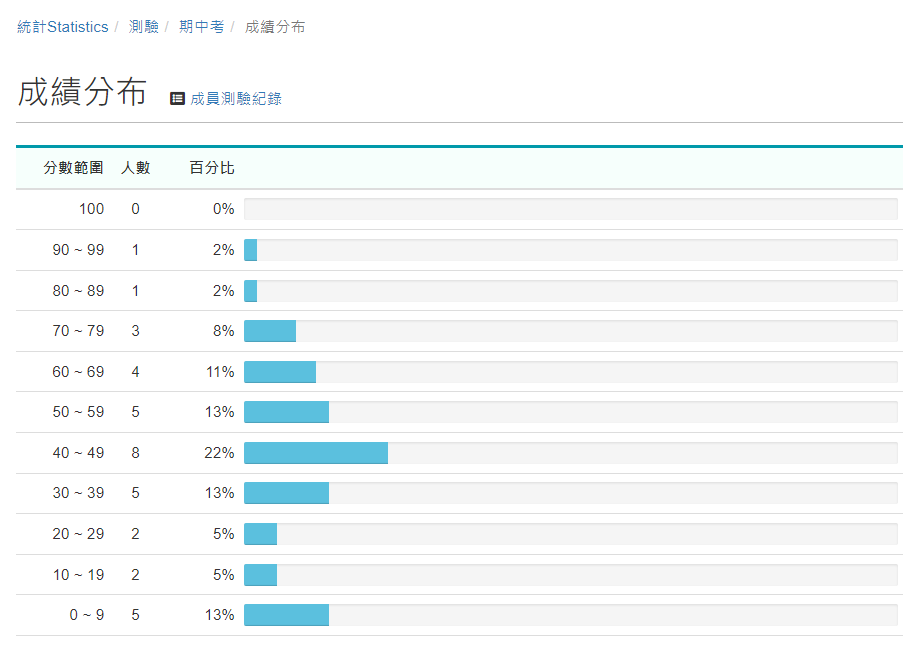 統計Statistics / 測驗 / 期中考 / 成績分布
成績分布 成員測驗紀錄
分數範圍 人數 百分比
100 0 0%
90 ~ 99 1 2%
80 ~ 89 1 2%
70 ~ 79 3 8%
60 ~ 69 4 11%
50 ~ 59 5 13%
40 ~ 49 8 22%
30 ~ 39 5 13%
20 ~ 29 2 5%
10 ~ 19 2 5%
0 ~ 9 5 13%